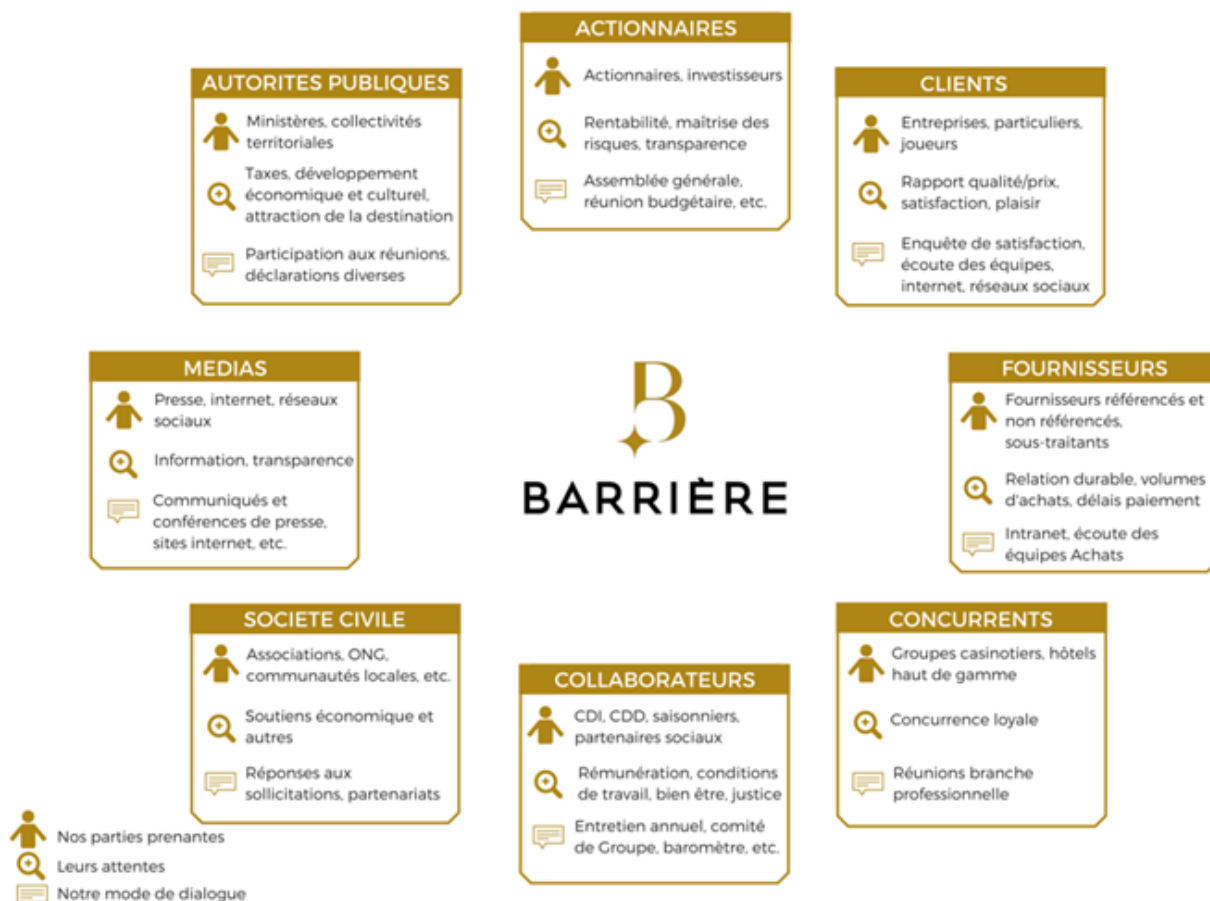 ACTIONNAIRES
Actionnaires, investisseurs
Rentabilité, maîtrise des
risques, transparence
Assemblée générale,
réunion budgétaire, etc.
AUTORITES PUBLIQUES
Ministères, collectivités
territoriales
Taxes, développement
économique et culturel,
attraction de la destination
Participation aux réunions,
déclarations diverses
CLIENTS
Entreprises, particuliers,
joueurs
Rapport qualité/prix,
satisfaction, plaisir
Enquête de satisfaction,
écoute des équipes,
internet, réseaux sociaux
MEDIAS
Presse, internet, réseaux
sociaux
Information, transparence
Communiqués et
conférences de presse,
sites internet, etc.
B
BARRIÈRE
FOURNISSEURS
Fournisseurs référencés et
non référencés,
sous-traitants
Relation durable, volumes
d'achats, délais paiement
Intranet, écoute des
équipes Achats
SOCIETE CIVILE
Associations, ONG,
communautés locales, etc.
Soutiens économique et
autres
Réponses aux
sollicitations, partenariats
COLLABORATEURS
CDI, CDD, saisonniers,
partenaires sociaux
Rémunération, conditions
de travail, bien être, justice
Entretien annuel, comité
de Groupe, baromètre, etc.
CONCURRENTS
Groupes casinotiers, hôtels
haut de gamme
Concurrence loyale
Réunions branche
professionnelle
Nos parties prenantes
Leurs attentes
Notre mode de dialogue